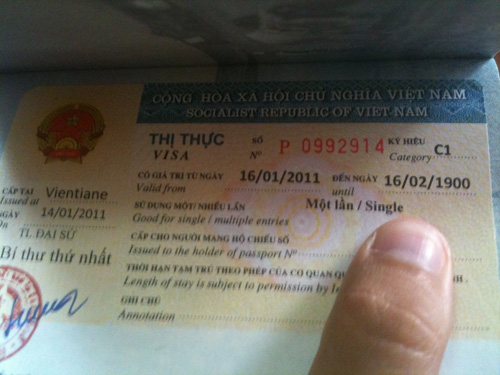 CỘNG HÒA XÃ HỘI CHỦ NGHĨA VIỆT NAM
SOCIALIST REPUBLIC OF VIET-NAM
THỊ THỰC SỐ P 0992914 KÝ HIỆU C1
VISA Nº Category
CÓ GIÁ TRỊ TỪ NGÀY 16/01/2011 ĐẾN NGÀY 16/02/1900
Valid from until
CẤP TẠI Vientiane
Issued at
SỬ DỤNG MỘT/ NHIỀU LẦN Một lần / Single
Good for single / multiple entries
NGÀY 14/01/2011
On
CẤP CHO NGƯỜI MANG HỘ CHIẾU SỐ
Issued to the holder of passport Nº
TL ĐẠI SỨ
Bí thư thứ nhất
THỜI HẠN TẠM TRÚ THEO PHÉP CỦA CƠ QUAN
Length of stay is subject to permission by
GHI CHÚ
Annotation